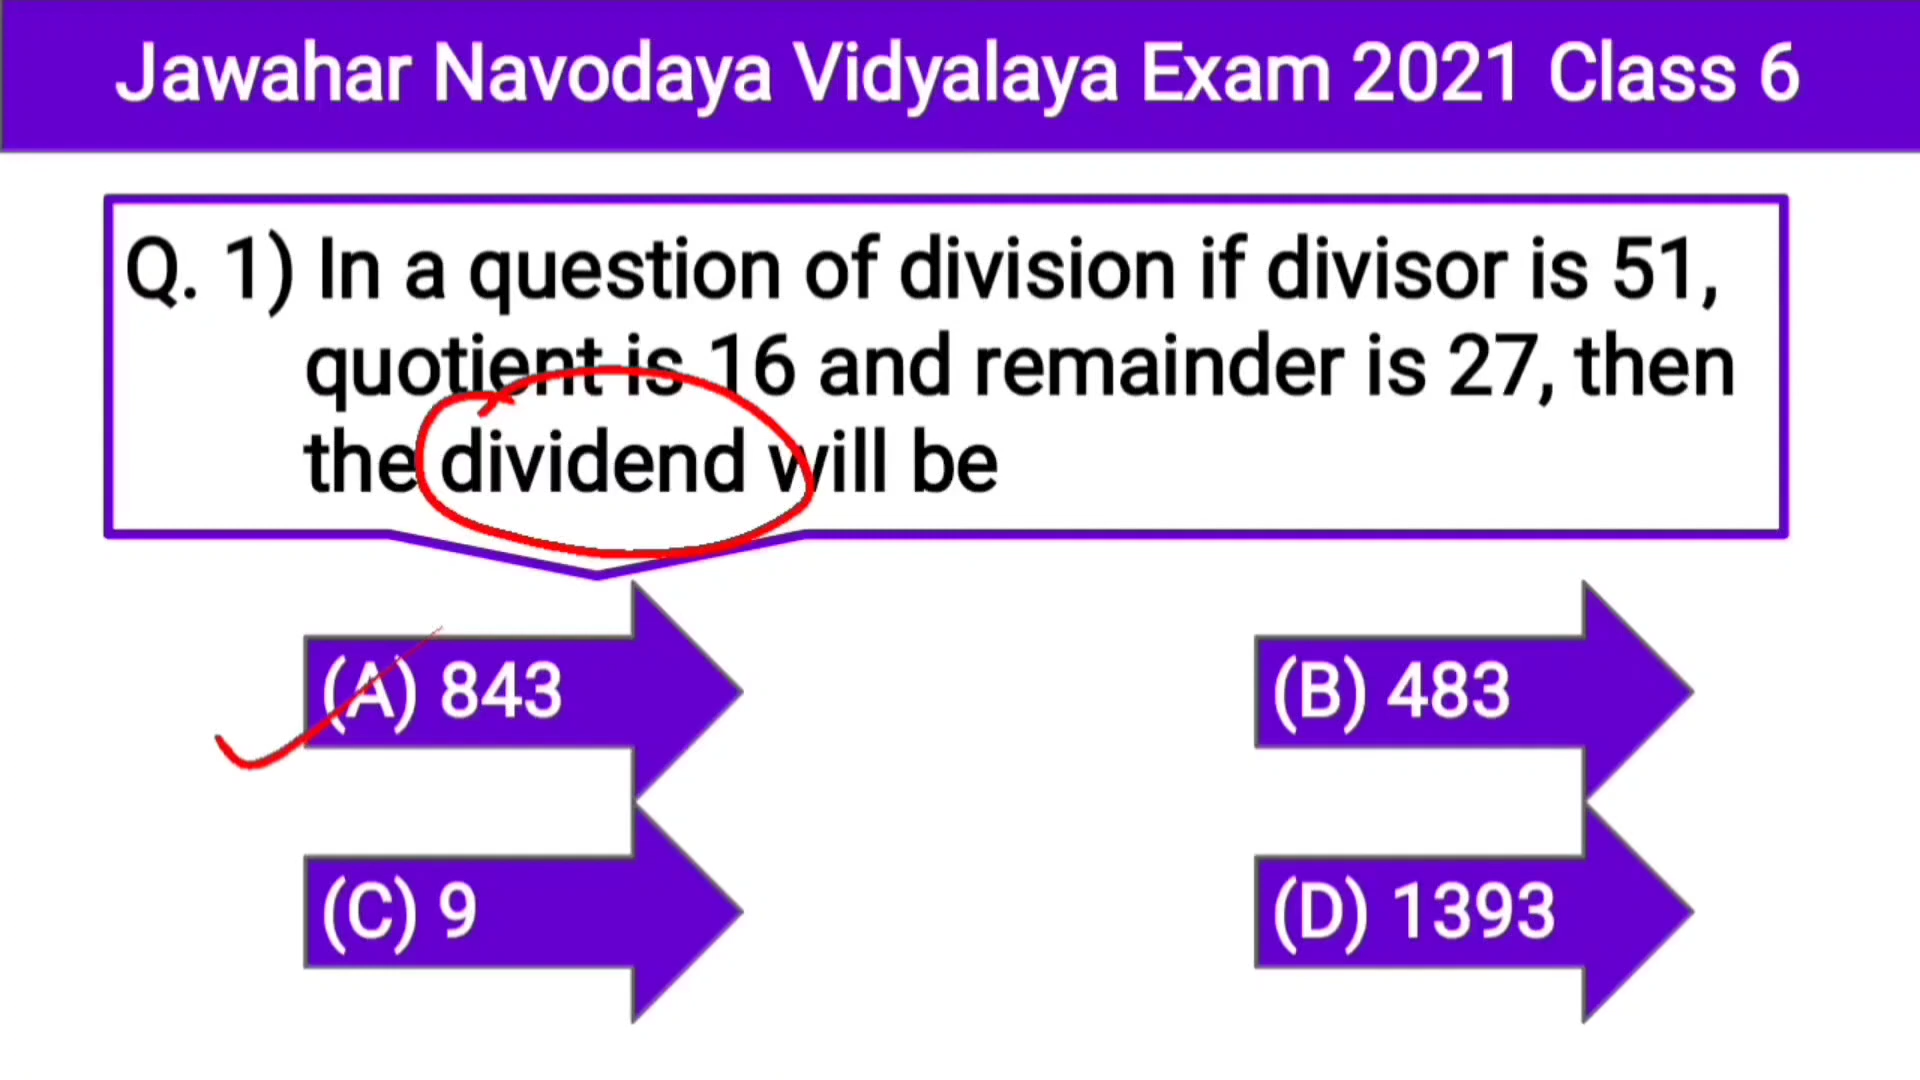 Jawahar Navodaya Vidyalaya Exam 2021 Class 6
Q. 1) In a question of division if divisor is 51,
quotient is 16 and remainder is 27, then
the dividend will be
(A) 843
(B) 483
(C) 9
(D) 1393